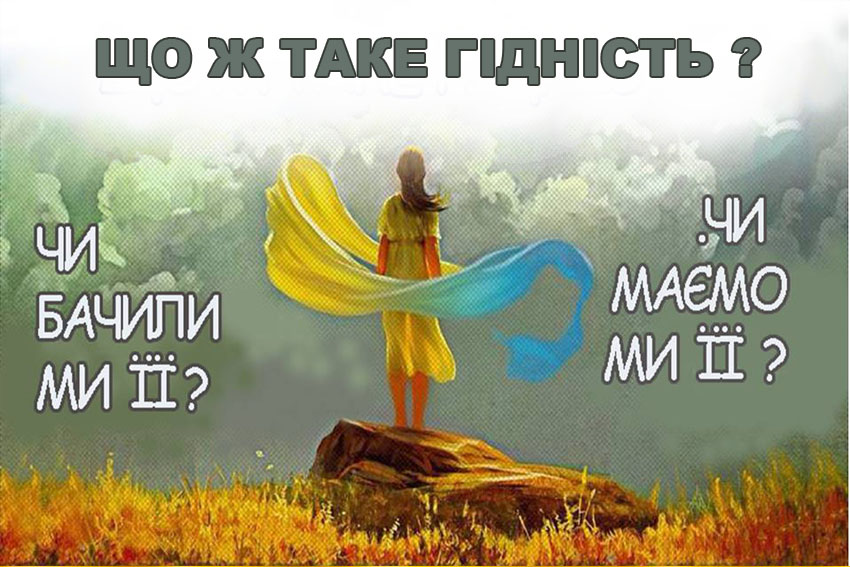 ЩО Ж ТАКЕ ГІДНІСТЬ ?
ЧИ
БАЧИЛИ
МИ ЇЇ?
.ЧИ
МАЄМО
МИ ЇЇ ?